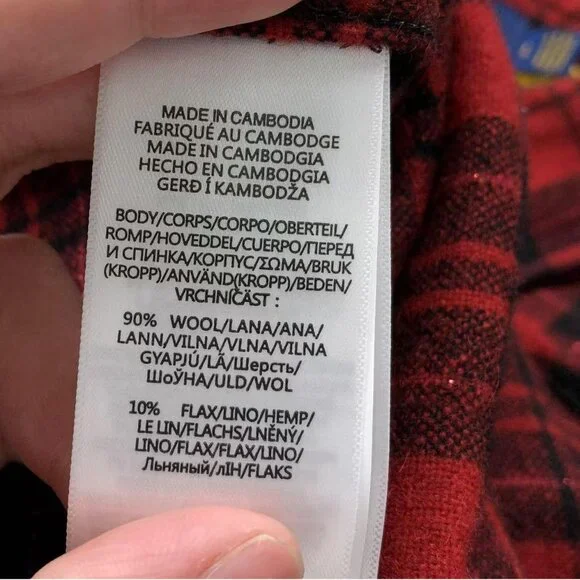 MADE IN CAMBODIA
FABRIQUÉ AU CAMBODGE
MADE IN CAMBODGIA
HECHO EN CAMBODGIA
GERÐ Í KAMBODŽA
BODY/CORPS/CORPO/OBERTEIL/
ROMP/HOVEDDEL/CUERPO/ПЕРЕД
И СПИНКА/КОРПУС/ΣΩMA/BRUK
(KROPP)/ANVÄND(KROPP)/BEDEN/
VRCHNÍČÄST :
90% WOOL/LANA/ANA/
LANN/VILNA/VLNA/VILNA
GYAPJÚ/LÃ/Шерсть/
ШоЎНА/ULD/WOL
10% FLAX/LINO/HEMP/
LE LIN/FLACHS/LNĚNÝ/
LINO/FLAX/FLAX/LINO/
Льняный/лIH/FLAKS